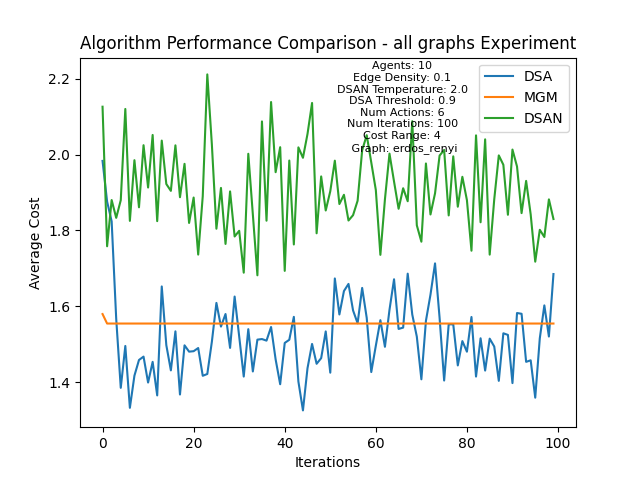 Algorithm Performance Comparison - all graphs Experiment
Agents: 10
Edge Density: 0.1
DSAN Temperature: 2.0
DSA Threshold: 0.9
Num Actions: 6
Num Iterations: 100
Cost Range: 4
Graph: erdos_renyi
DSA
MGM
DSAN
Average Cost
2.2
2.0
1.8
1.6
1.4
0
20
40
60
80
100
Iterations